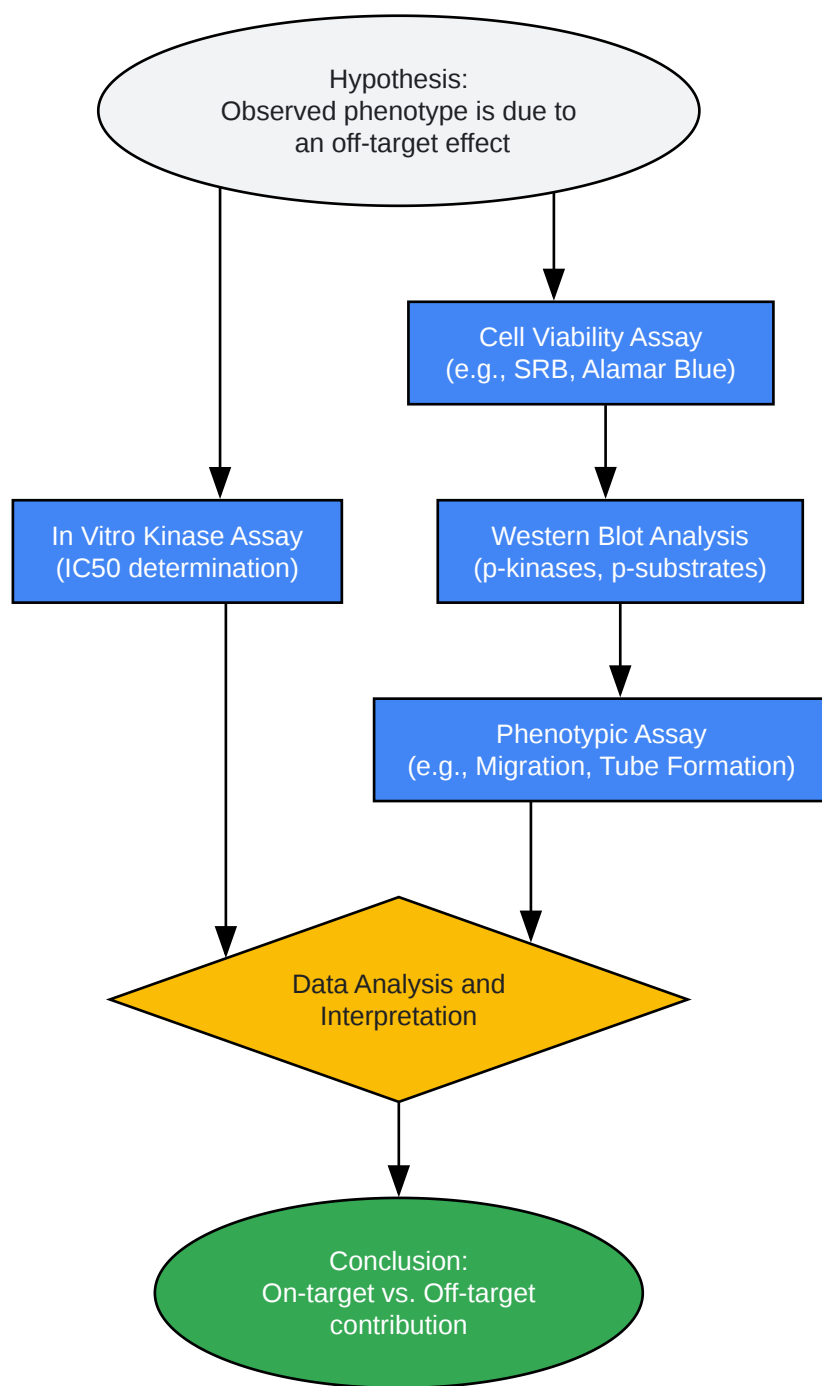 Hypothesis:
Observed phenotype is due to
an off-target effect
Cell Viability Assay
(e.g., SRB, Alamar Blue)
In Vitro Kinase Assay
(IC50 determination)
Western Blot Analysis
(p-kinases, p-substrates)
Phenotypic Assay
(e.g., Migration, Tube Formation)
Data Analysis and
Interpretation
Conclusion:
On-target vs. Off-target
contribution